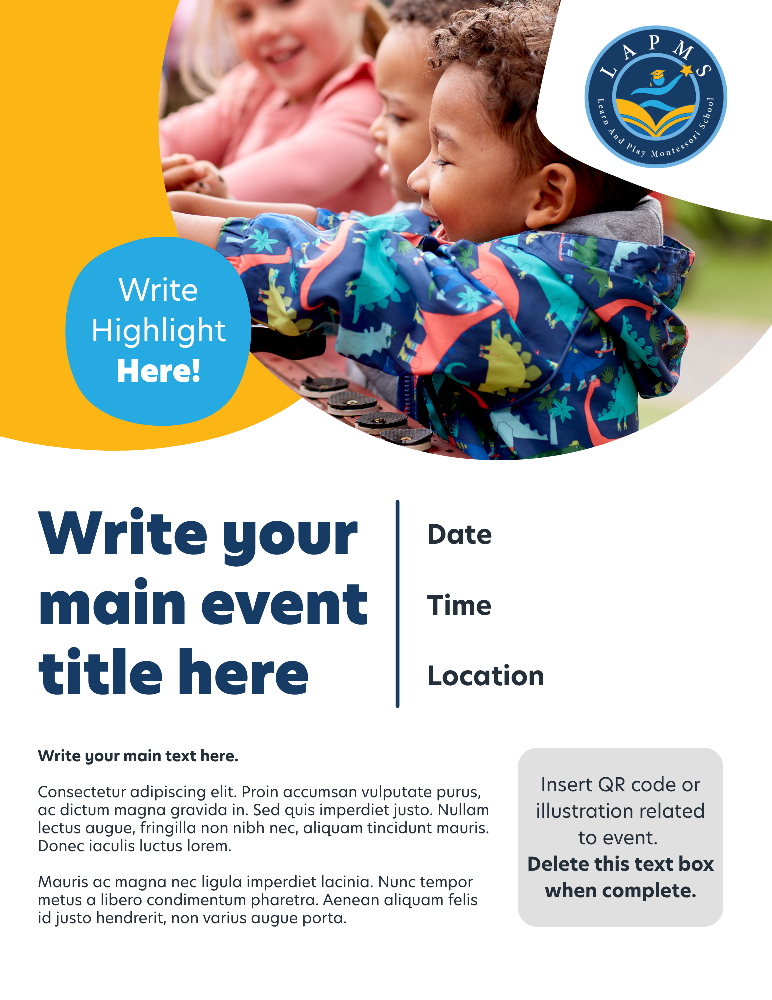 L A P M S
Learn And Play Montessori School
Write
Highlight
Here!
Write your
main event
title here
Date
Time
Location
Write your main text here.
Consectetur adipiscing elit. Proin accumsan vulputate purus,
ac dictum magna gravida in. Sed quis imperdiet justo. Nullam
lectus augue, fringilla non nibh nec, aliquam tincidunt mauris.
Donec iaculis luctus lorem.
Mauris ac magna nec ligula imperdiet lacinia. Nunc tempor
metus a libero condimentum pharetra. Aenean aliquam felis
id justo hendrerit, non varius augue porta.
Insert QR code or
illustration related
to event.
Delete this text box
when complete.